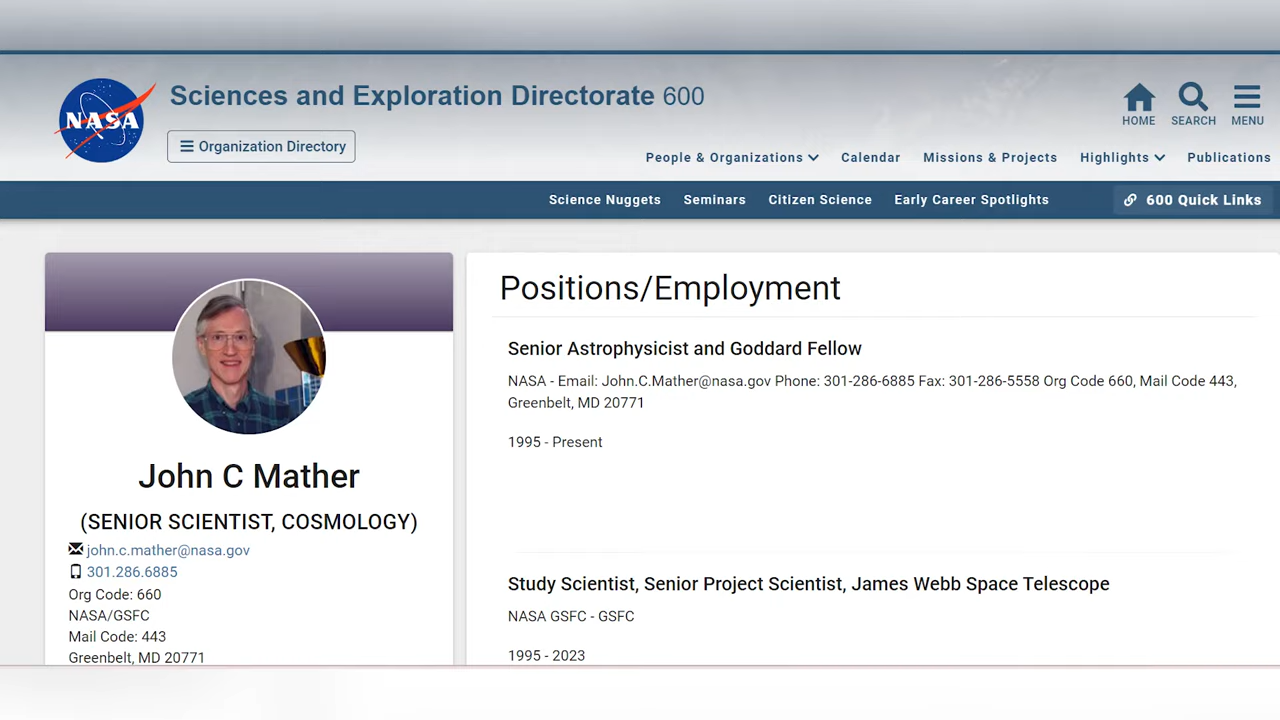 NASA
Sciences and Exploration Directorate 600
Organization Directory
HOME SEARCH MENU
People & Organizations Calendar Missions & Projects Highlights Publications
Science Nuggets Seminars Citizen Science Early Career Spotlights 600 Quick Links
John C Mather
(SENIOR SCIENTIST, COSMOLOGY)
john.c.mather@nasa.gov
301.286.6885
Org Code: 660
NASA/GSFC
Mail Code: 443
Greenbelt, MD 20771
Positions/Employment
Senior Astrophysicist and Goddard Fellow
NASA - Email: John.C.Mather@nasa.gov Phone: 301-286-6885 Fax: 301-286-5558 Org Code 660, Mail Code 443,
Greenbelt, MD 20771
1995 - Present
Study Scientist, Senior Project Scientist, James Webb Space Telescope
NASA GSFC - GSFC
1995 - 2023